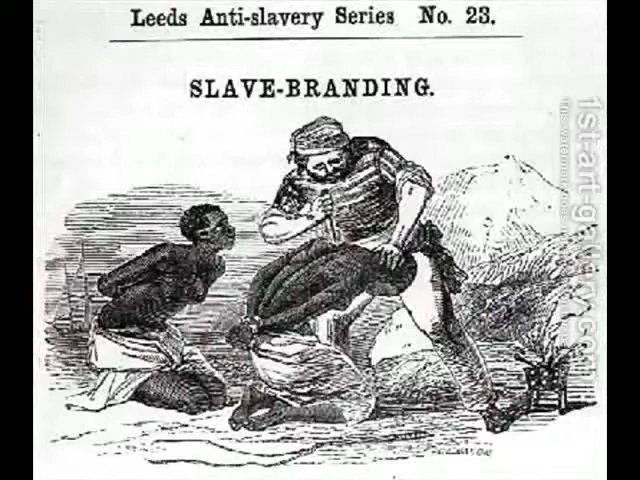 Leeds Anti-slavery Series No. 23.
SLAVE-BRANDING.
1st-art-gallery.com